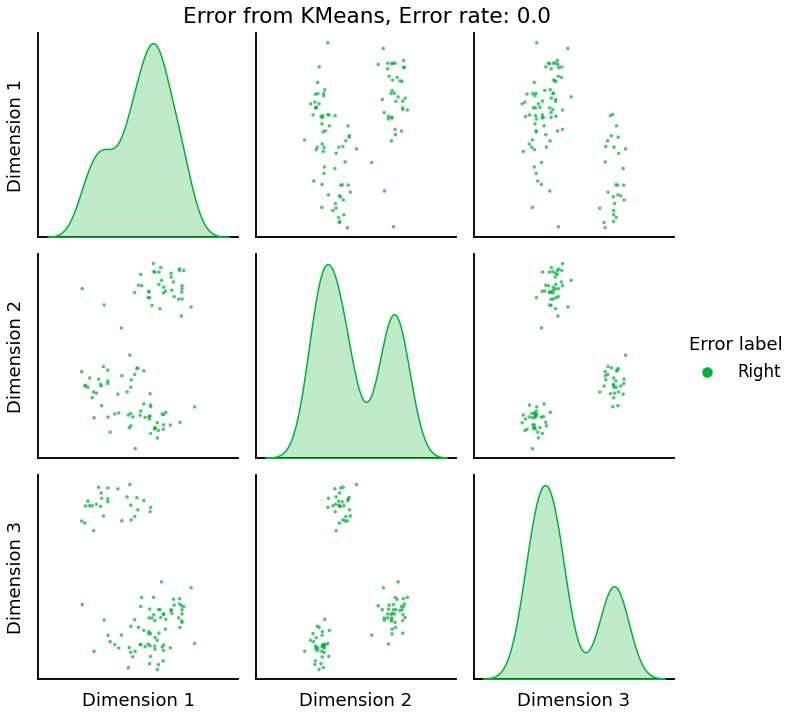 Error from KMeans, Error rate: 0.0
Dimension 1
Dimension 2
Error label
Right
Dimension 3
Dimension 1
Dimension 2
Dimension 3